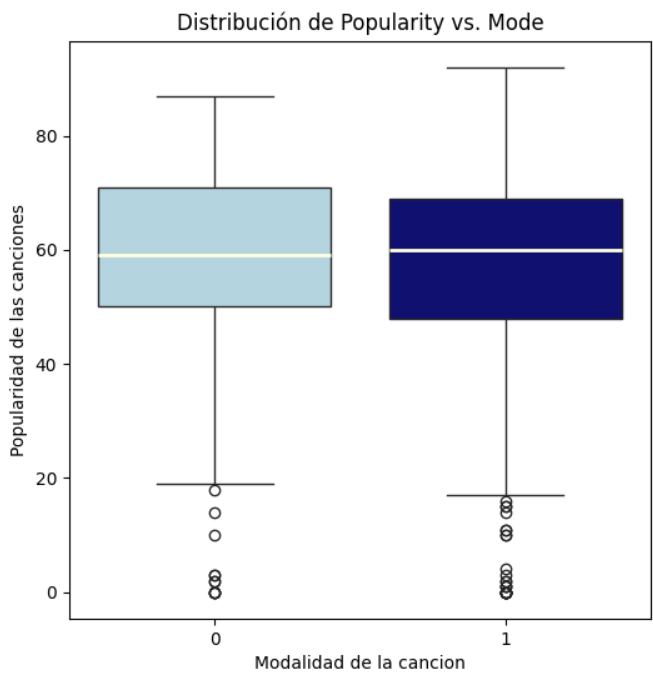 Distribución de Popularity vs. Mode
Popularidad de las canciones
80
60
40
20
0
0 1
Modalidad de la cancion